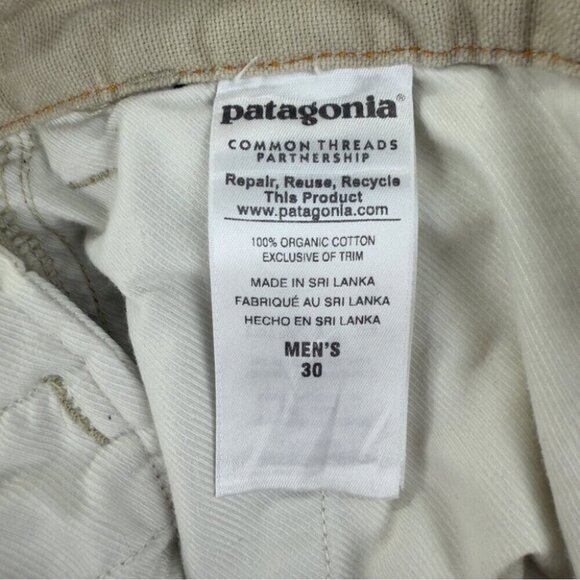 patagonia®
COMMON THREADS
PARTNERSHIP
Repair, Reuse, Recycle
This Product
www.patagonia.com
100% ORGANIC COTTON
EXCLUSIVE OF TRIM
MADE IN SRI LANKA
FABRIQUÉ AU SRI LANKA
HECHO EN SRI LANKA
MEN'S
30